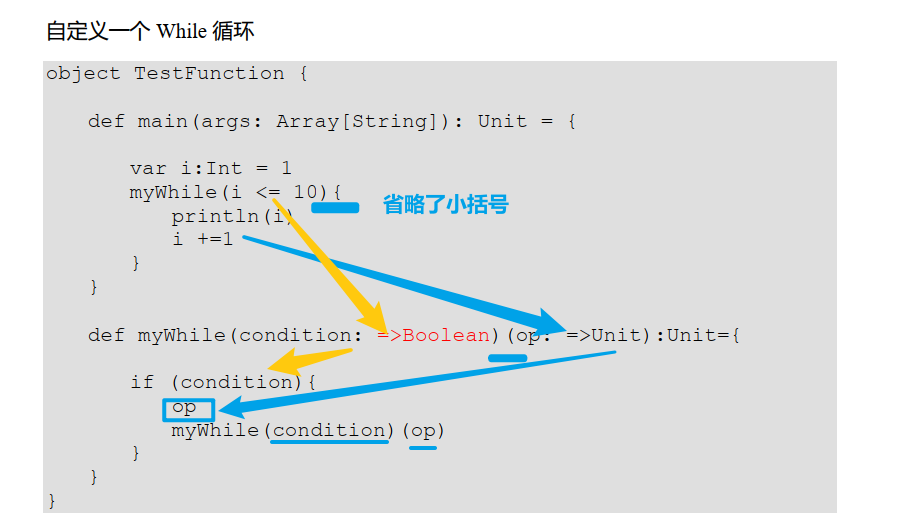 自定义一个 While 循环
object TestFunction {
def main(args: Array[String]): Unit = {
var i:Int = 1
myWhile(i <= 10){
省略了小括号
println(i)
i +=1
}
}
def myWhile(condition: =>Boolean)(op: =>Unit):Unit={
if (condition){
op
myWhile(condition)(op)
}
}
}